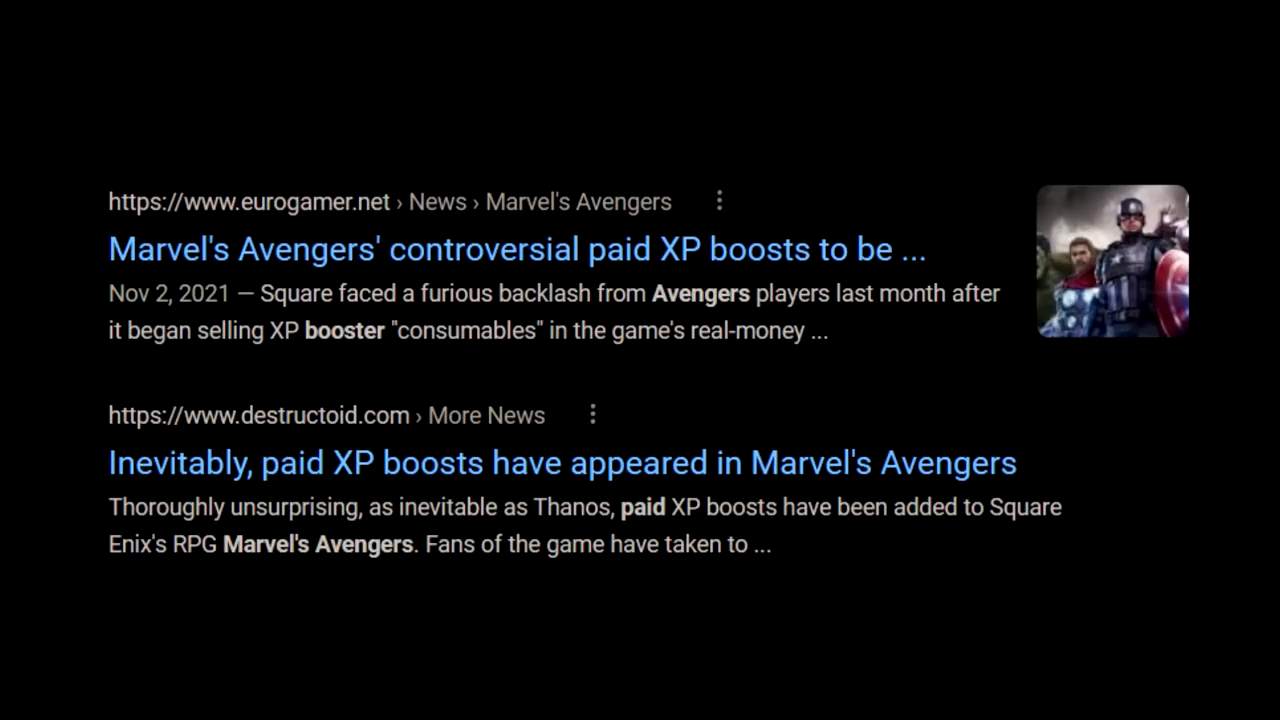 https://www.eurogamer.net › News › Marvel's Avengers
Marvel's Avengers' controversial paid XP boosts to be ...
Nov 2, 2021 — Square faced a furious backlash from Avengers players last month after
it began selling XP booster "consumables" in the game's real-money ...
https://www.destructoid.com › More News
Inevitably, paid XP boosts have appeared in Marvel's Avengers
Thoroughly unsurprising, as inevitable as Thanos, paid XP boosts have been added to Square
Enix's RPG Marvel's Avengers. Fans of the game have taken to ...